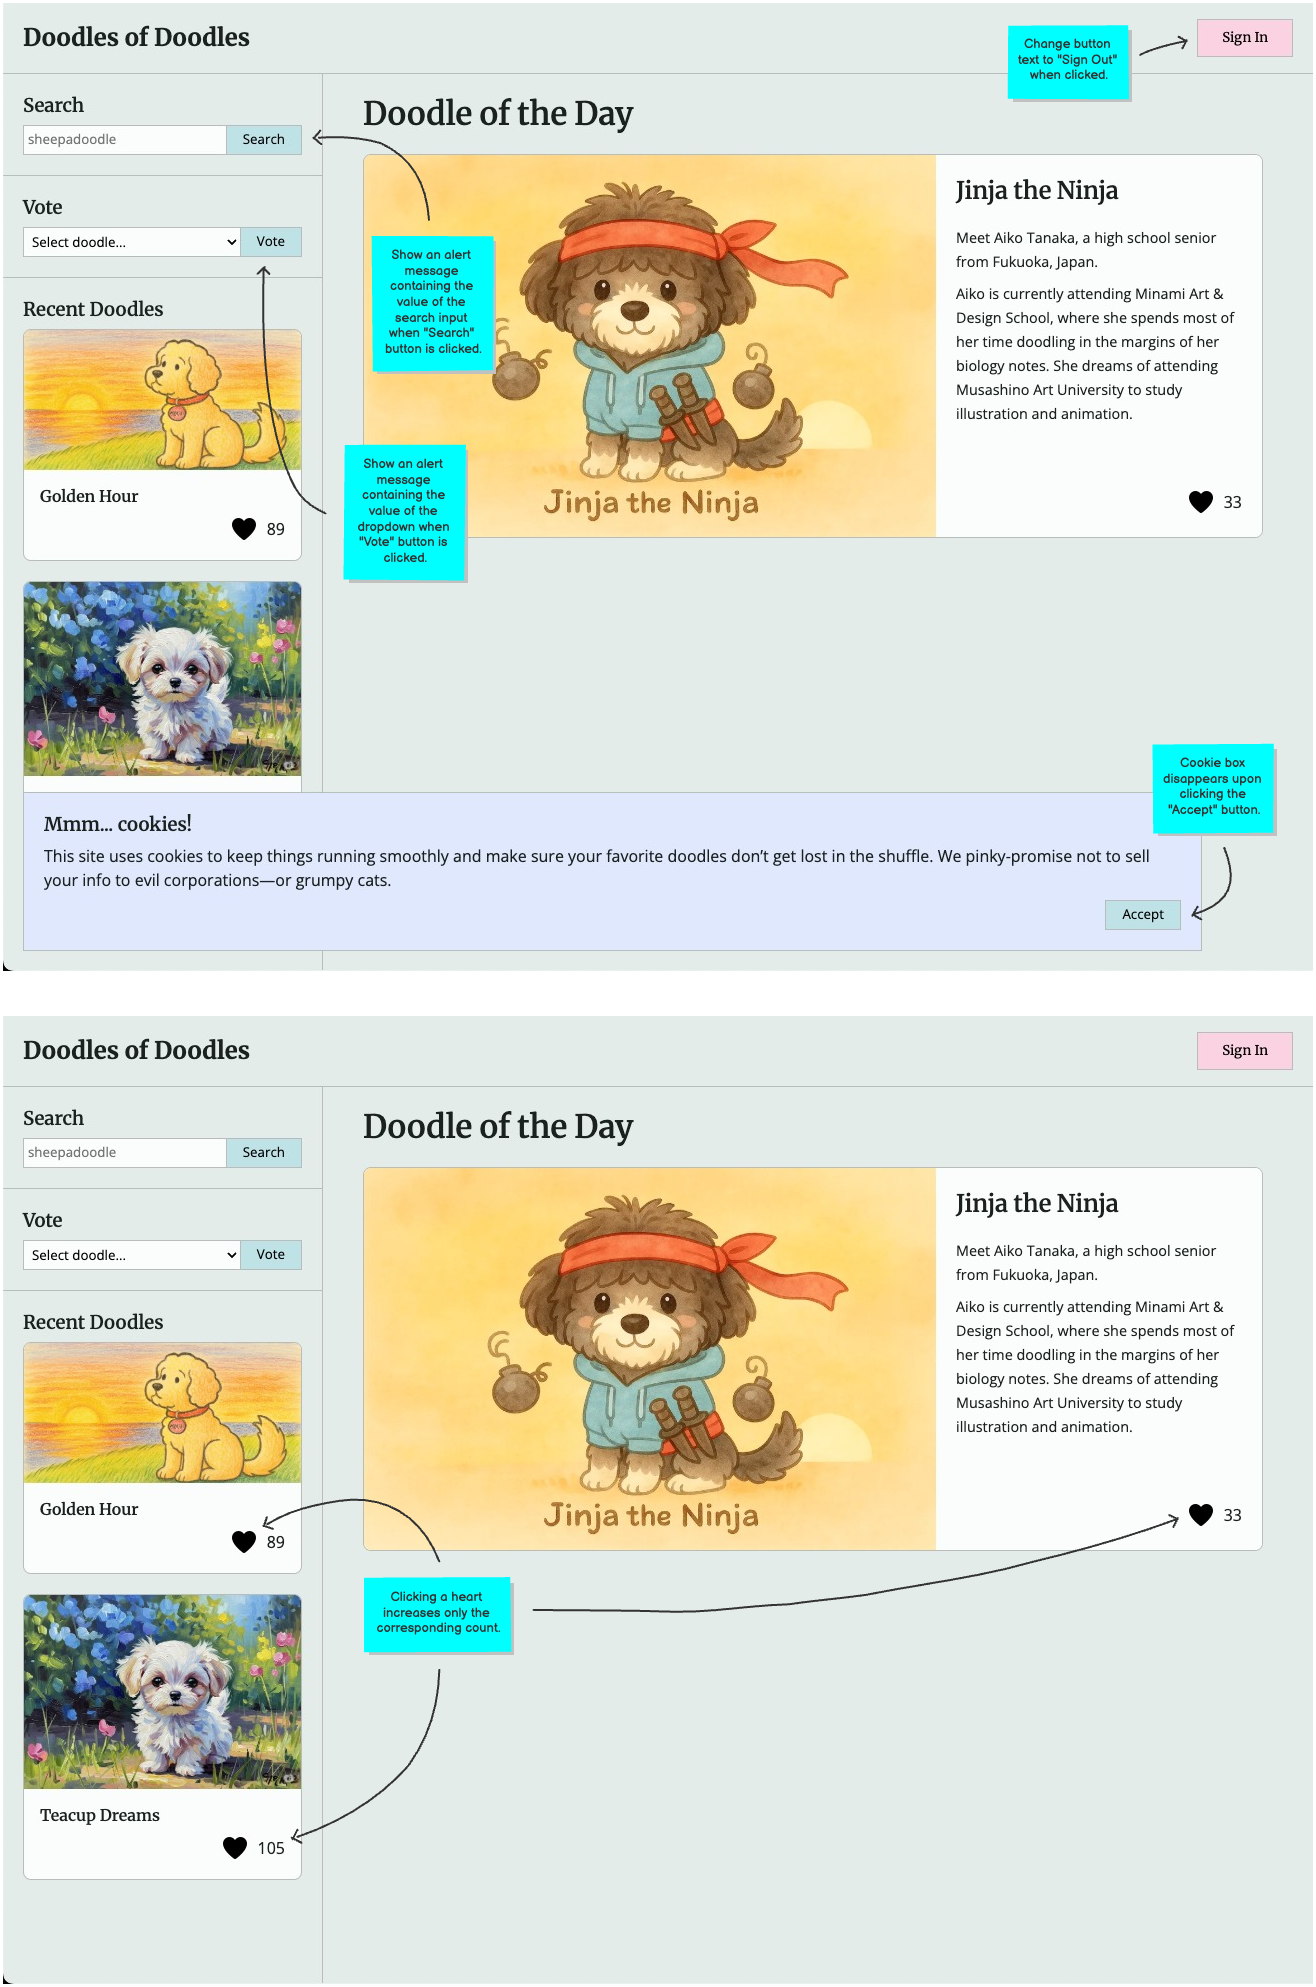 Doodles of Doodles
Change button
text to "Sign Out"
when clicked.
Sign In
Search
sheepadoodle
Search
Vote
Select doodle...
Vote
Recent Doodles
Golden Hour
89
Doodle of the Day
Show an alert
message
containing the
value of the
search input
when "Search"
button is clicked.
Show an alert
message
containing the
value of the
dropdown when
"Vote" button is
clicked.
Jinja the Ninja
Jinja the Ninja
Meet Aiko Tanaka, a high school senior
from Fukuoka, Japan.
Aiko is currently attending Minami Art &
Design School, where she spends most of
her time doodling in the margins of her
biology notes. She dreams of attending
Musashino Art University to study
illustration and animation.
33
Cookie box
disappears upon
clicking the
"Accept" button.
Mmm... cookies!
This site uses cookies to keep things running smoothly and make sure your favorite doodles don’t get lost in the shuffle. We pinky-promise not to sell
your info to evil corporations—or grumpy cats.
Accept
Doodles of Doodles
Sign In
Search
sheepadoodle
Search
Vote
Select doodle...
Vote
Recent Doodles
Golden Hour
89
Teacup Dreams
105
Doodle of the Day
Jinja the Ninja
Jinja the Ninja
Meet Aiko Tanaka, a high school senior
from Fukuoka, Japan.
Aiko is currently attending Minami Art &
Design School, where she spends most of
her time doodling in the margins of her
biology notes. She dreams of attending
Musashino Art University to study
illustration and animation.
33
Clicking a heart
increases only the
corresponding count.